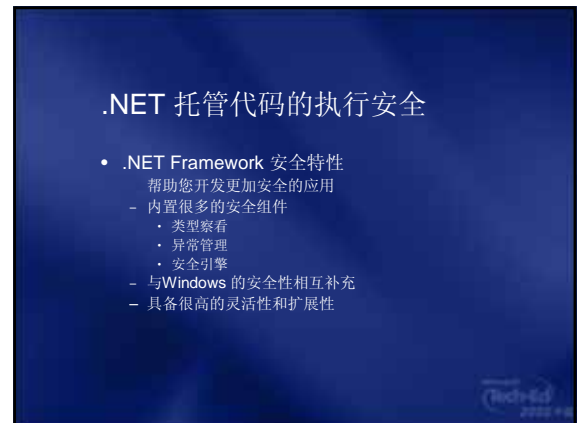 .NET 托管代码的执行安全
• .NET Framework 安全特性
帮助您开发更加安全的应用
– 内置很多的安全组件
• 类型察看
• 异常管理
• 安全引擎
– 与Windows 的安全性相互补充
– 具备很高的灵活性和扩展性
Tech·Ed